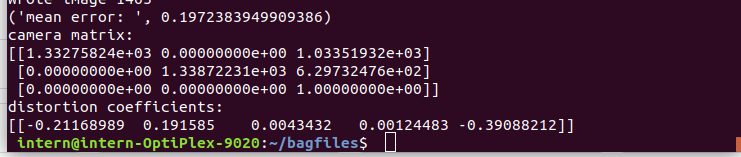 Wrote image 1403
('mean error: ', 0.1972383949909386)
camera matrix:
[[1.33275824e+03 0.00000000e+00 1.03351932e+03]
 [0.00000000e+00 1.33872231e+03 6.29732476e+02]
 [0.00000000e+00 0.00000000e+00 1.00000000e+00]]
distortion coefficients:
[[-0.21168989  0.191585    0.0043432   0.00124483 -0.39088212]]
intern@intern-OptiPlex-9020:~/bagfiles$